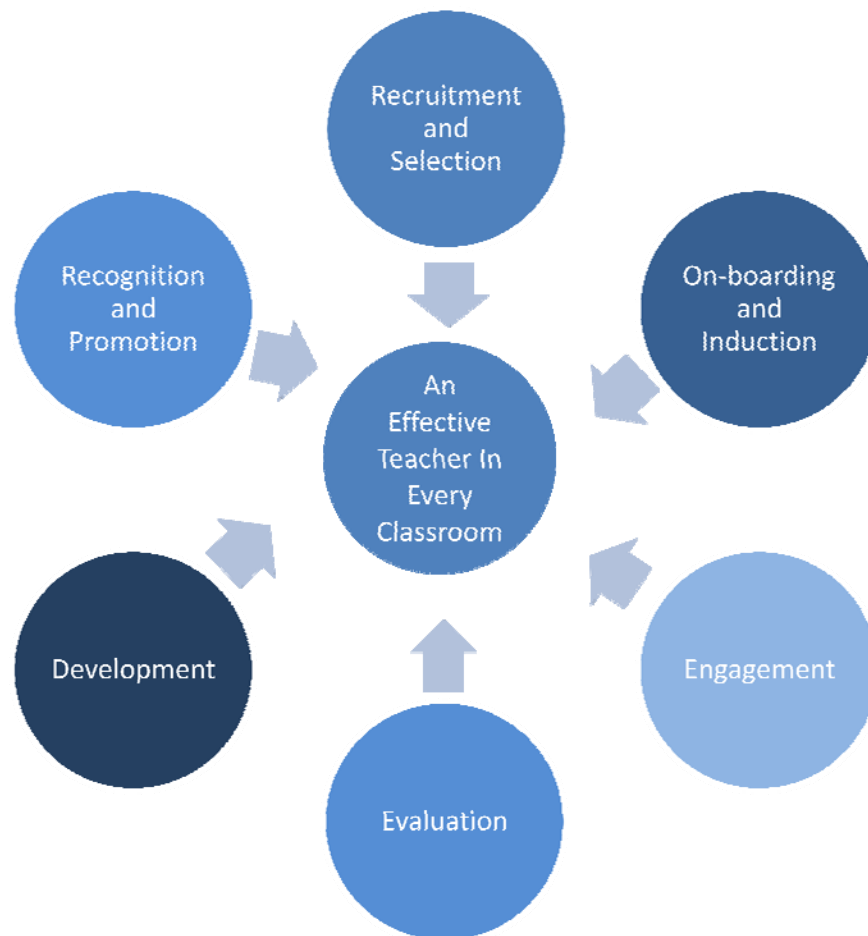 Recruitment
and
Selection
On-boarding
and
Induction
Engagement
Evaluation
Development
Recognition
and
Promotion
An
Effective
Teacher In
Every
Classroom